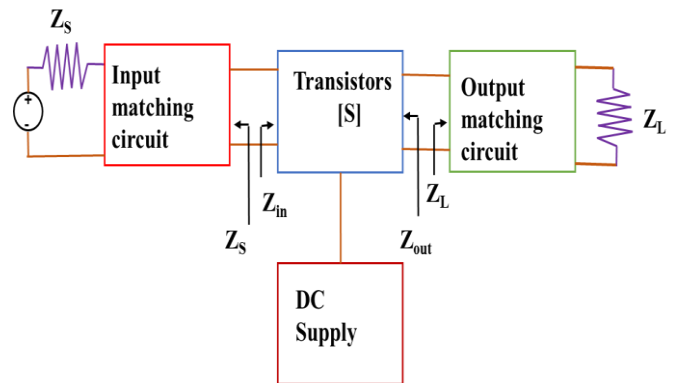 Z_S
Input
matching
circuit
Transistors
[S]
Output
matching
circuit
Z_L
+
-
Z_in
Z_S
Z_L
Z_out
DC
Supply